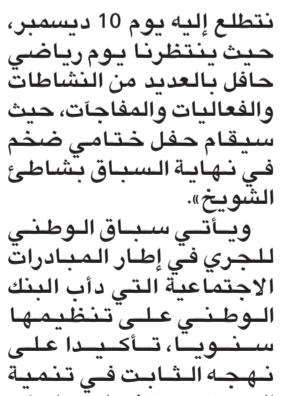 نتطلع إليه يوم 10 ديسمبر،
حيث ينتظرنا يوم رياضي
حافل بالعديد من النشاطات
والفعاليات والمفاجآت، حيث
سيقام حفل ختامي ضخم
في نهاية السباق بشاطئ
الشويخ».
ويأتي سباق الوطني
للجري في إطار المبادرات
الاجتماعية التي دأب البنك
الوطني على تنظيمها
سنويا، تأكيدا على
نهجه الثابت في تنمية